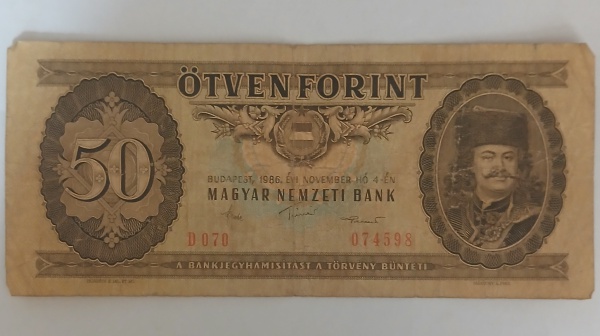 ÖTVEN FORINT
50
BUDAPEST, 1986. ÉVI NOVEMBER HÓ 4-ÉN
MAGYAR NEMZETI BANK
D 070 074598
A BANKJEGYHAMISÍTÁST A TÖRVÉNY BÜNTETI